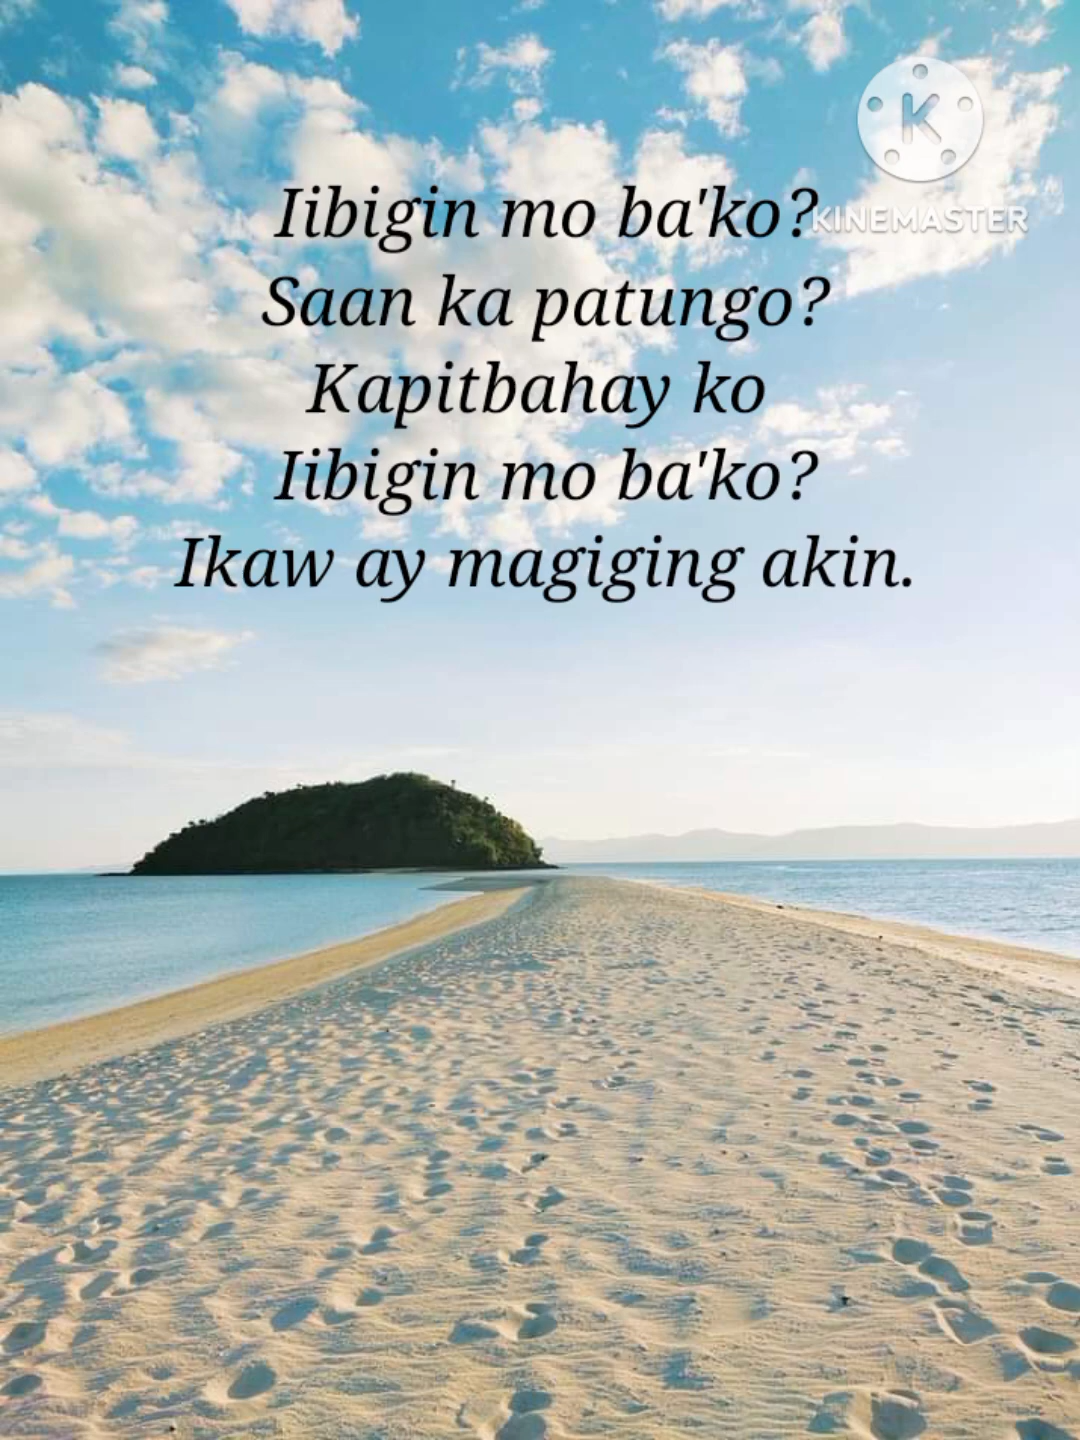 K
KINEMASTER
Iibigin mo ba'ko?
Saan ka patungo?
Kapitbahay ko
Iibigin mo ba'ko?
Ikaw ay magiging akin.